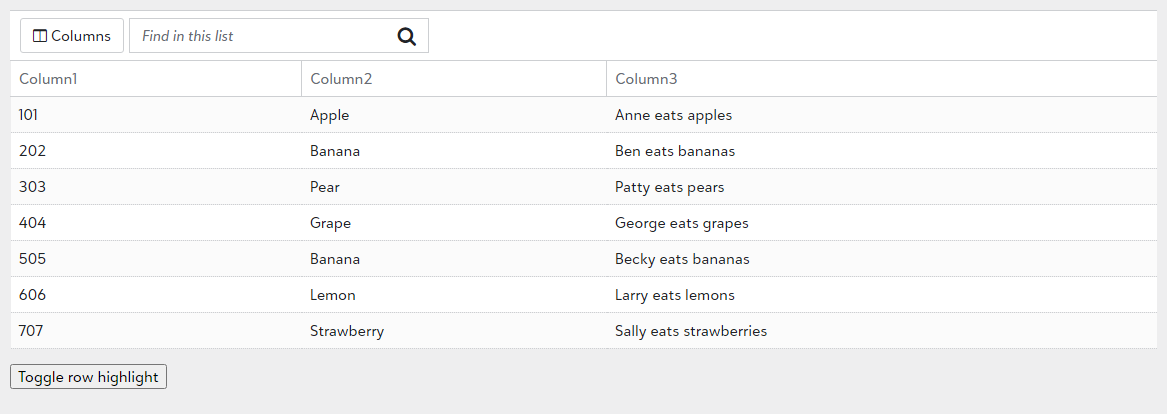 Columns Find in this list
Column1 Column2 Column3
101 Apple Anne eats apples
202 Banana Ben eats bananas
303 Pear Patty eats pears
404 Grape George eats grapes
505 Banana Becky eats bananas
606 Lemon Larry eats lemons
707 Strawberry Sally eats strawberries
Toggle row highlight